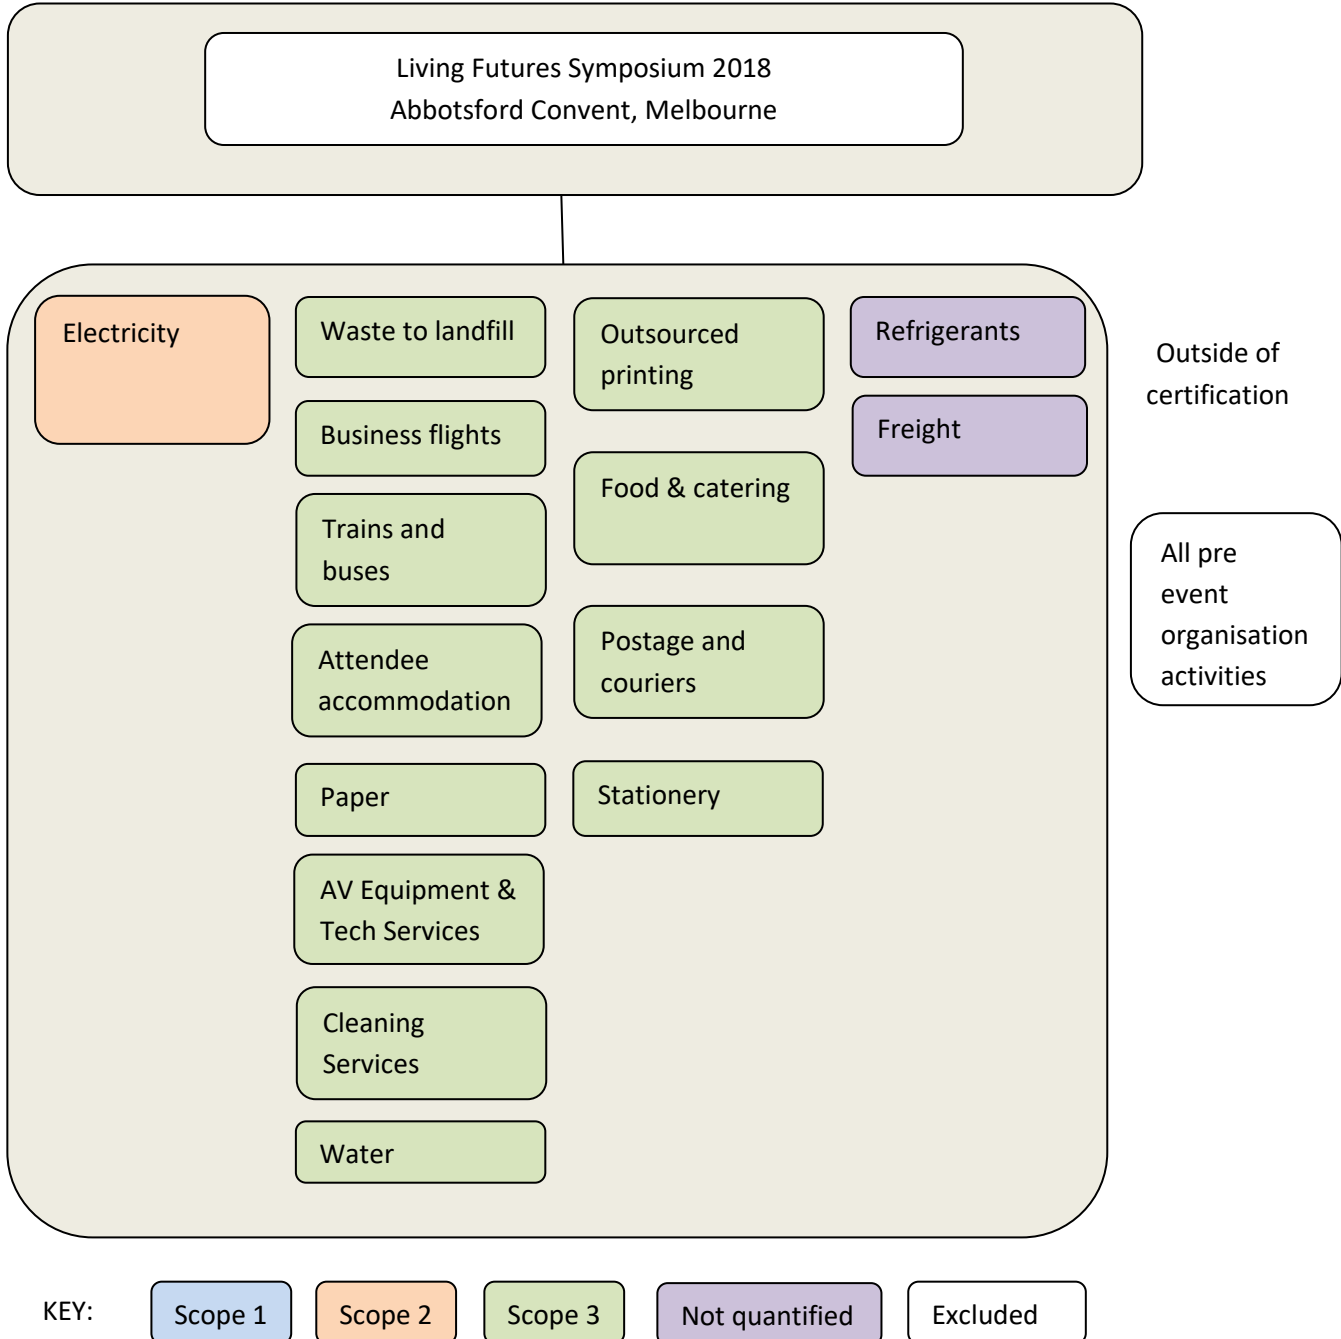 Living Futures Symposium 2018
Abbotsford Convent, Melbourne
Electricity
Waste to landfill
Business flights
Trains and
buses
Attendee
accommodation
Paper
AV Equipment &
Tech Services
Cleaning
Services
Water
Outsourced
printing
Food & catering
Postage and
couriers
Stationery
Refrigerants
Freight
Outside of
certification
All pre
event
organisation
activities
KEY:
Scope 1
Scope 2
Scope 3
Not quantified
Excluded